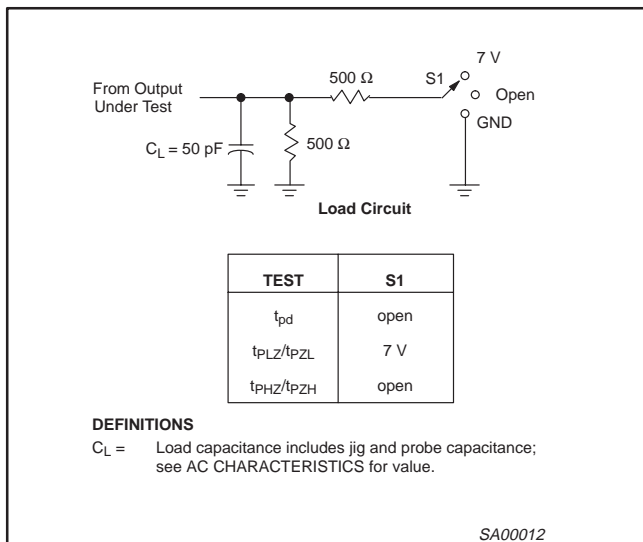 7 V
500 Ω
S1
From Output
Under Test
Open
GND
C_L = 50 pF
500 Ω
Load Circuit
TEST S1
t_pd open
t_PLZ/t_PZL 7 V
t_PHZ/t_PZH open
DEFINITIONS
C_L = Load capacitance includes jig and probe capacitance;
see AC CHARACTERISTICS for value.
SA00012